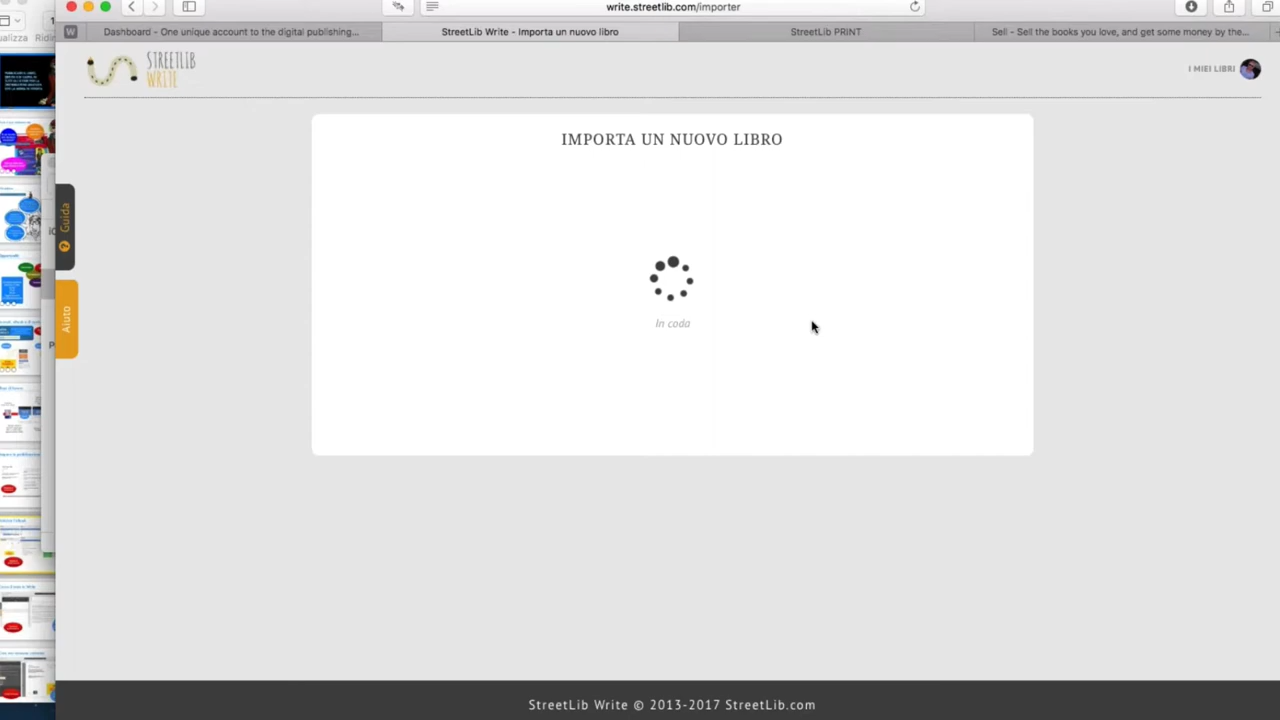 write.streetlib.com/importer
Dashboard - One unique account to the digital publishing...
StreetLib Write - Importa un nuovo libro
StreetLib PRINT
Sell - Sell the books you love, and get some money by the...
STREETLIB
WRITE
I MIEI LIBRI
IMPORTA UN NUOVO LIBRO
Guida
Aiuto
In coda
StreetLib Write © 2013-2017 StreetLib.com